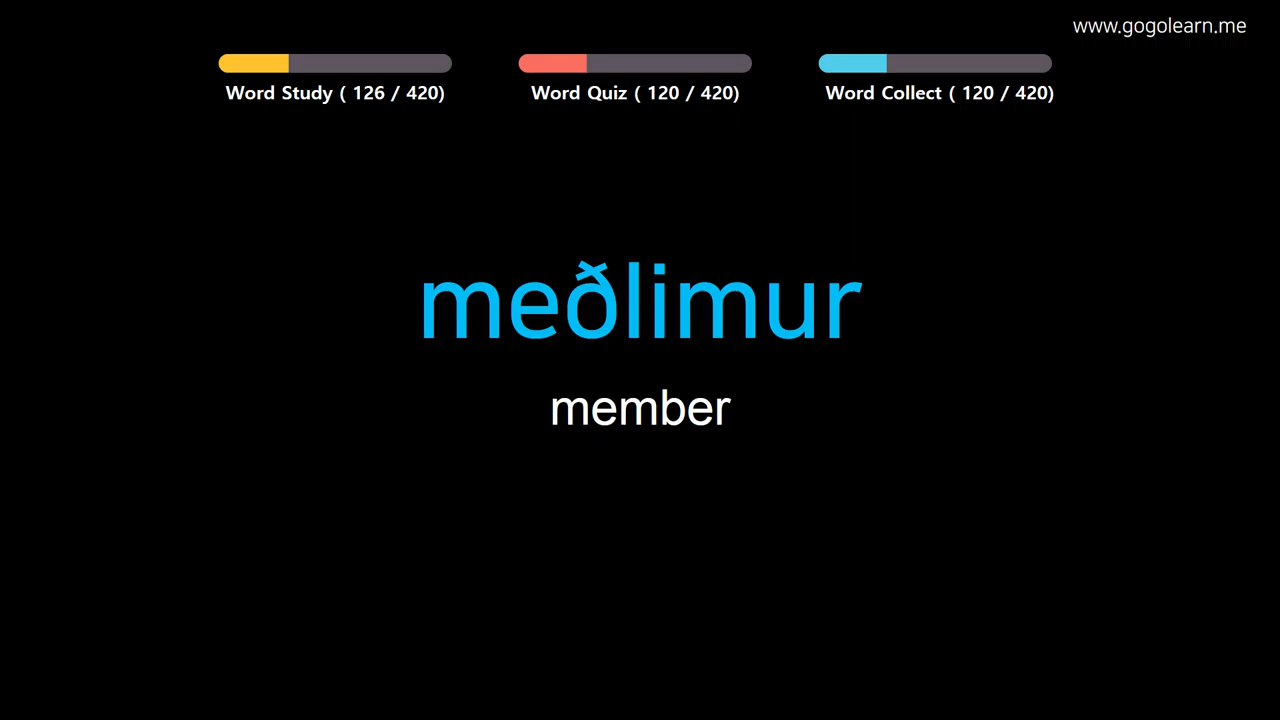 www.gogolearn.me
Word Study ( 126 / 420)
Word Quiz ( 120 / 420)
Word Collect ( 120 / 420)
meðlimur
member